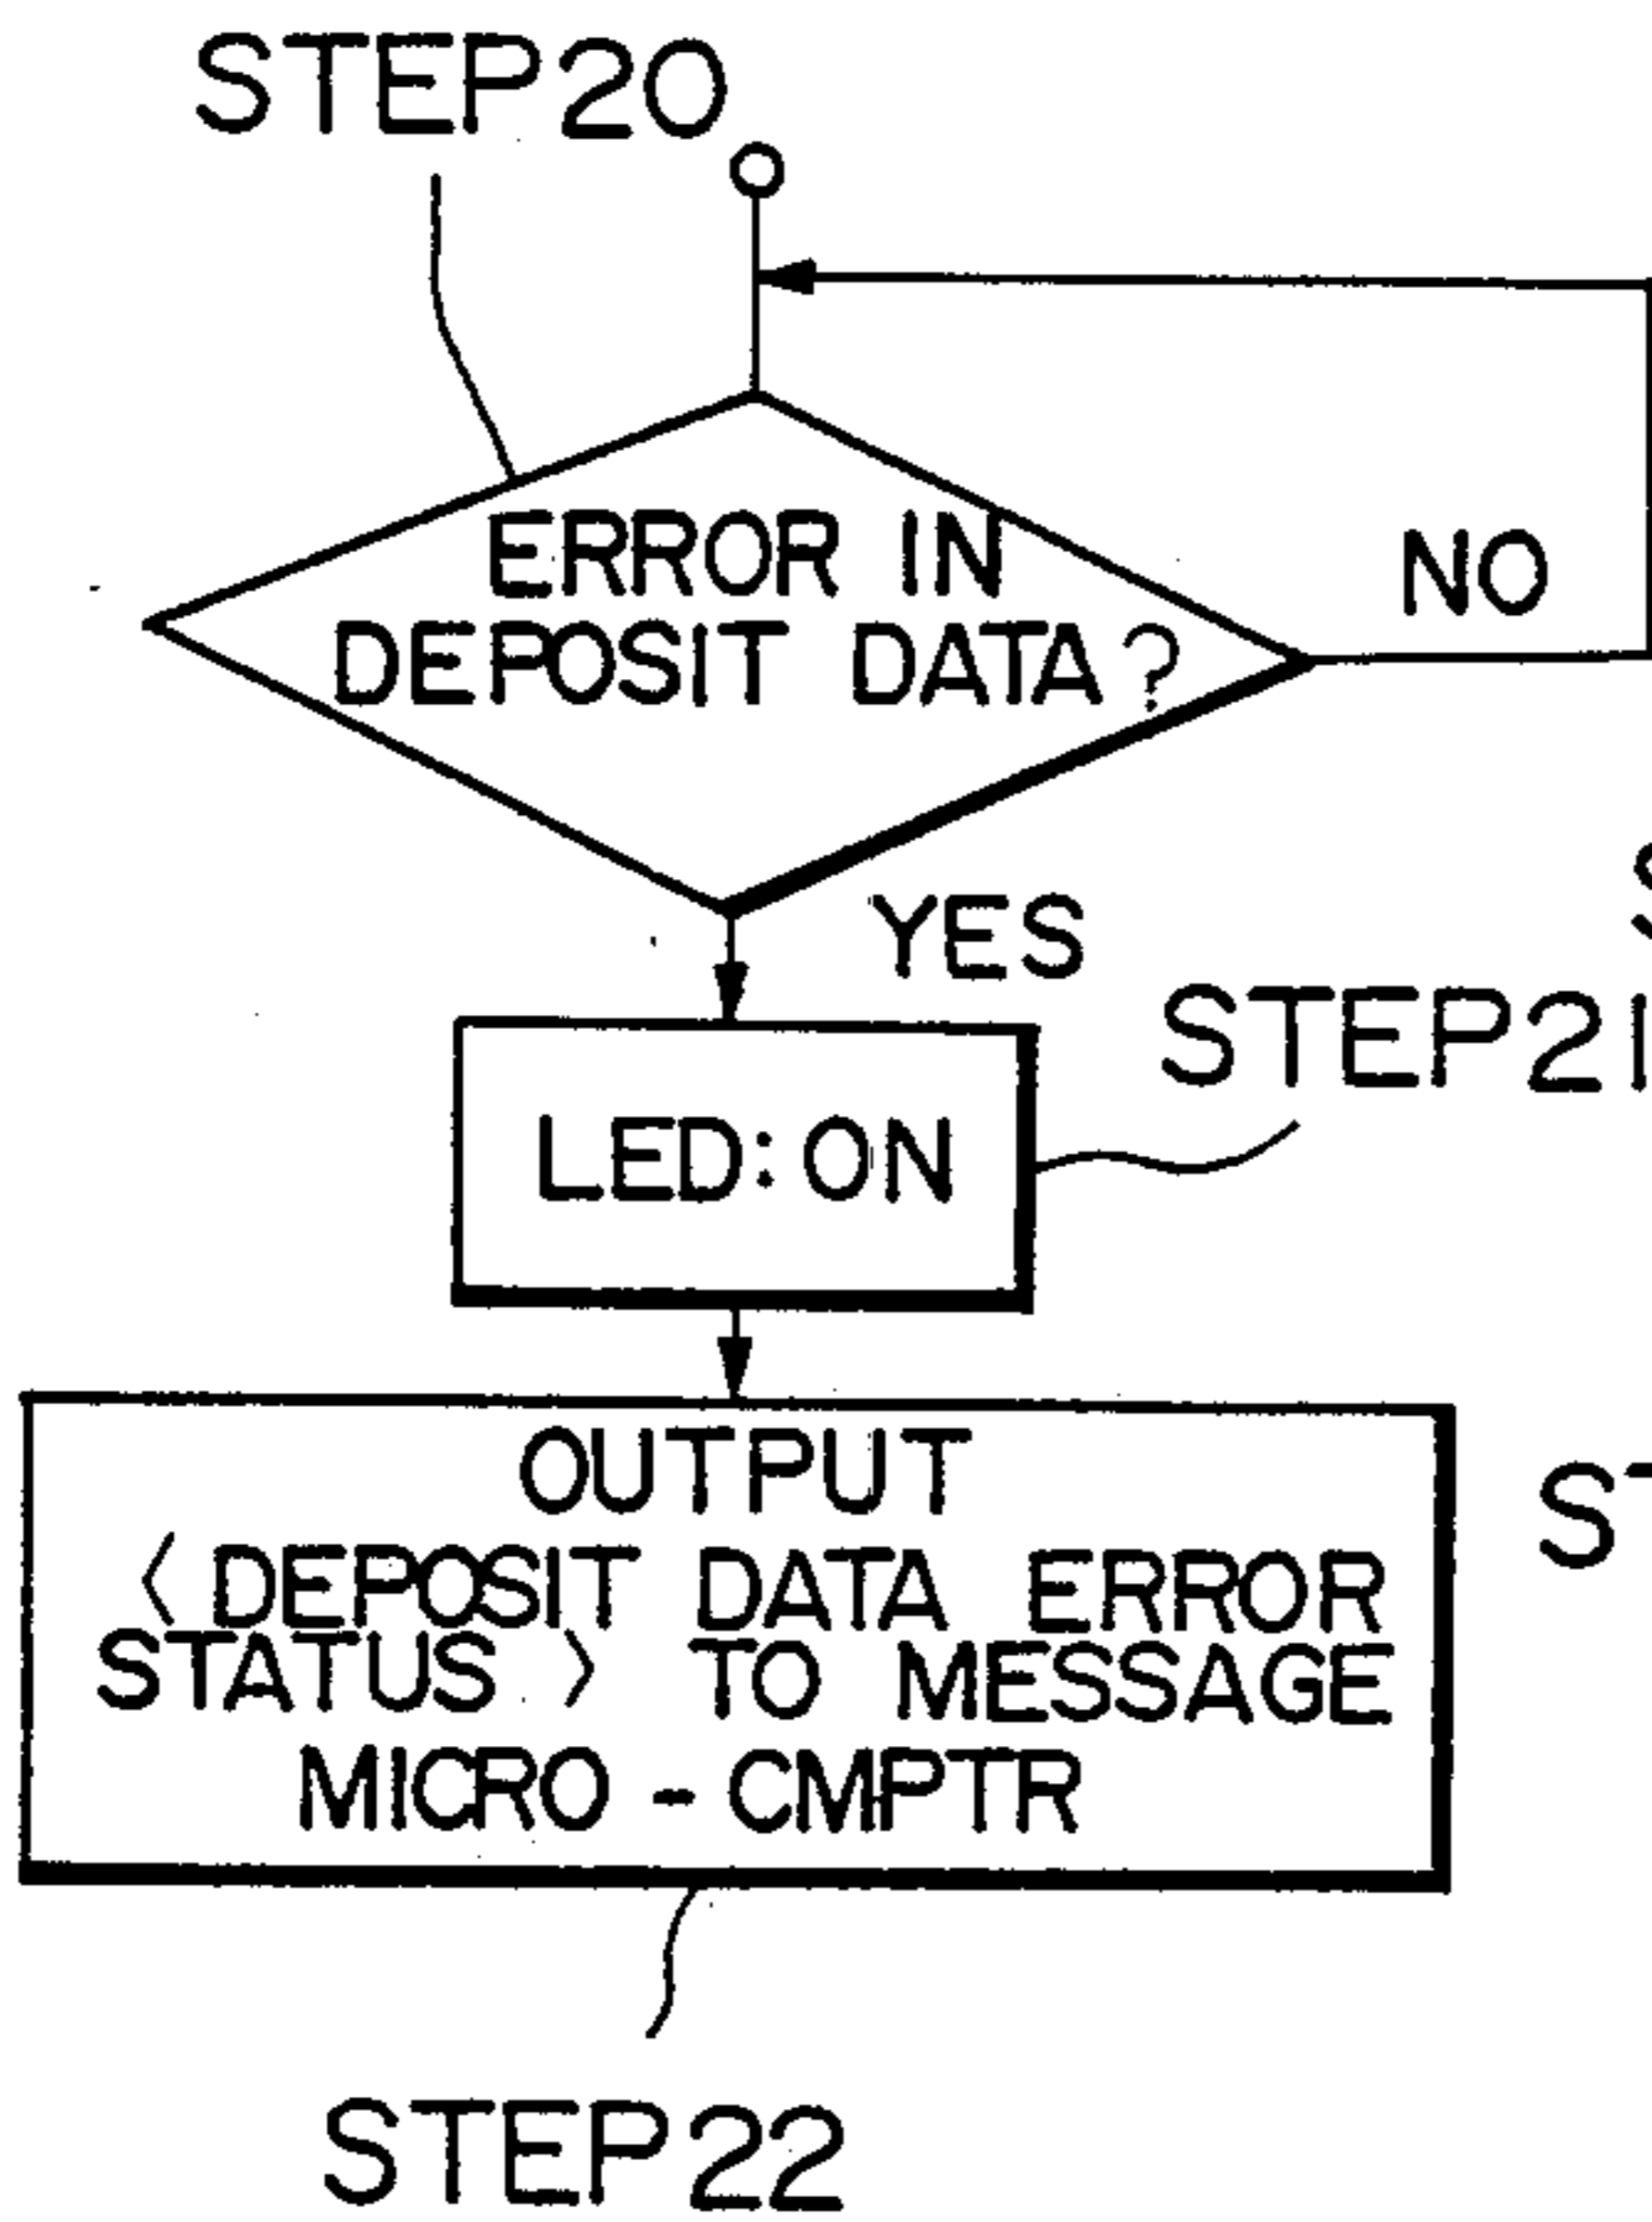 STEP20
ERROR IN
DEPOSIT DATA?
NO
YES
STEP21
LED:ON
OUTPUT
〈DEPOSIT DATA ERROR
STATUS〉 TO MESSAGE
MICRO-CMPTR
STEP22